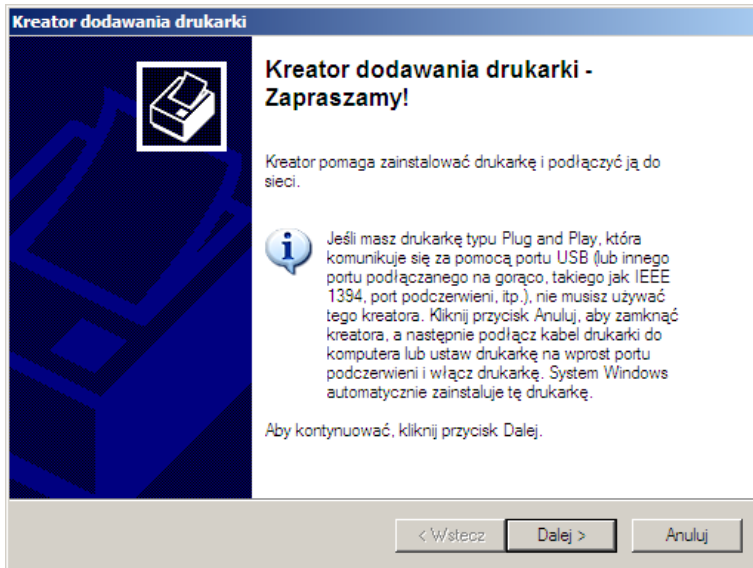 Kreator dodawania drukarki
Kreator dodawania drukarki -
Zapraszamy!
Kreator pomaga zainstalować drukarkę i podłączyć ją do
sieci.
Jeśli masz drukarkę typu Plug and Play, która
komunikuje się za pomocą portu USB (lub innego
portu podłączanego na gorąco, takiego jak IEEE
1394, port podczerwieni, itp.), nie musisz używać
tego kreatora. Kliknij przycisk Anuluj, aby zamknąć
kreatora, a następnie podłącz kabel drukarki do
komputera lub ustaw drukarkę na wprost portu
podczerwieni i włącz drukarkę. System Windows
automatycznie zainstaluje tę drukarkę.
Aby kontynuować, kliknij przycisk Dalej.
< Wstecz Dalej > Anuluj